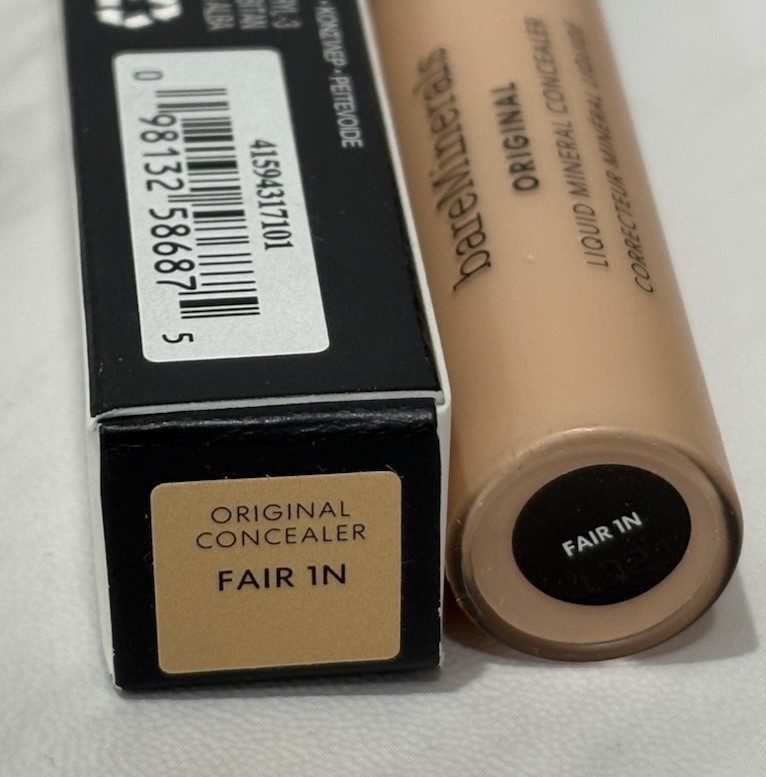 41594317101
0 98132 58687 5
ORIGINAL
CONCEALER
FAIR 1N
bareMinerals
ORIGINAL
LIQUID MINERAL CONCEALER
CORRECTEUR MINÉRAL LIQUIDE
FAIR 1N